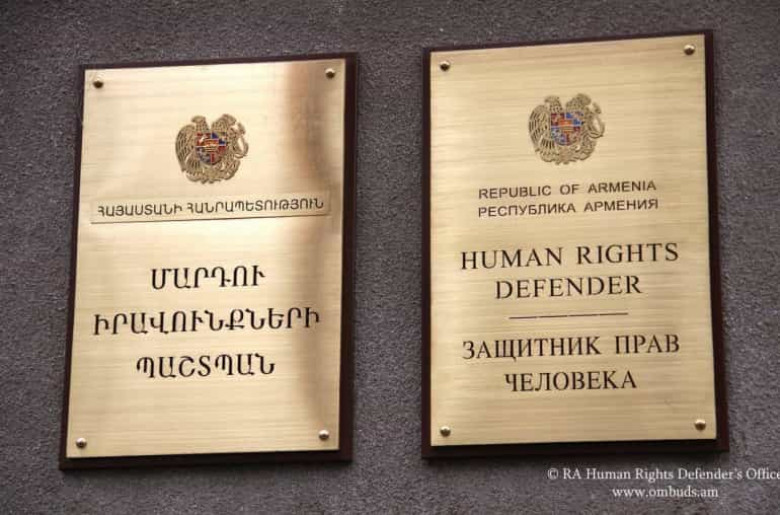 ՀԱՅԱՍՏԱՆԻ ՀԱՆՐԱՊԵՏՈՒԹՅՈՒՆ
ՄԱՐԴՈՒ
ԻՐԱՎՈՒՆՔՆԵՐԻ
ՊԱՇՏՊԱՆ
REPUBLIC OF ARMENIA
РЕСПУБЛИКА АРМЕНИЯ
HUMAN RIGHTS
DEFENDER
ЗАЩИТНИК ПРАВ
ЧЕЛОВЕКА
© RA Human Rights Defender's Office
www.ombuds.am